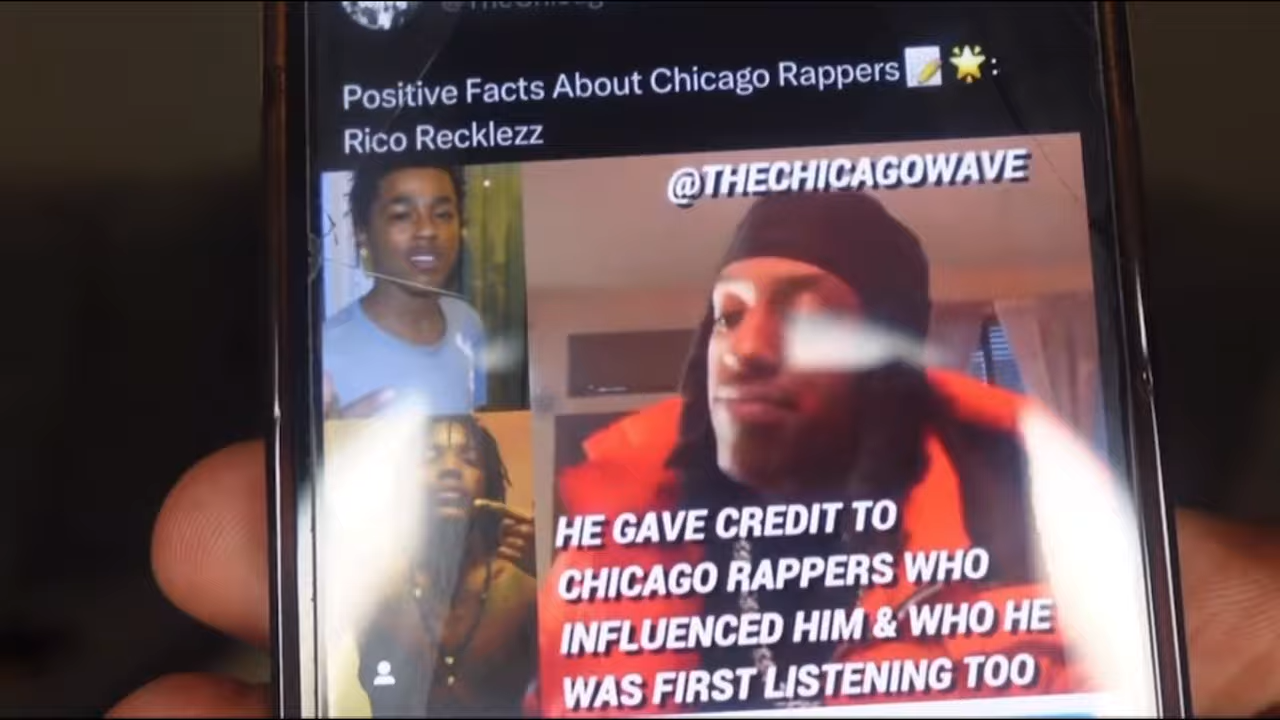 Positive Facts About Chicago Rappers📝🌟:
Rico Recklezz
@THECHICAGOWAVE
HE GAVE CREDIT TO
CHICAGO RAPPERS WHO
INFLUENCED HIM & WHO HE
WAS FIRST LISTENING TOO